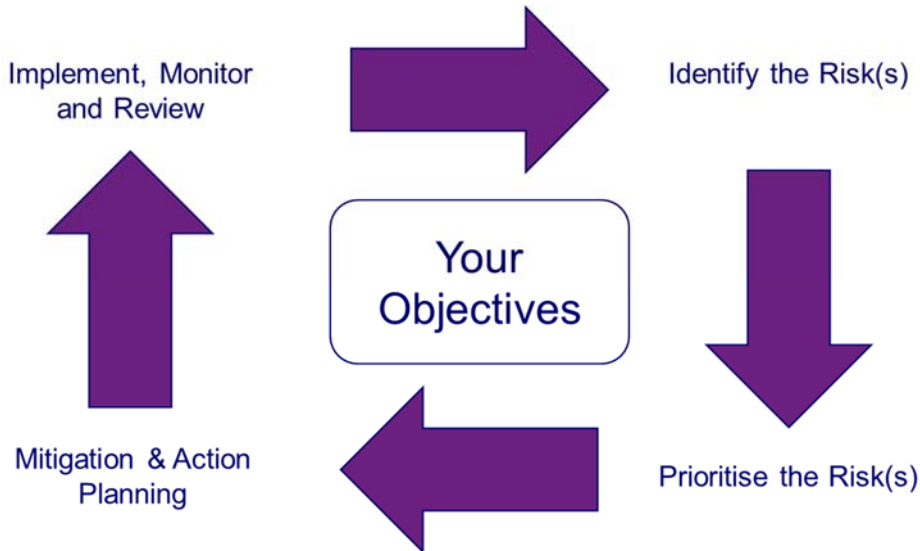 Implement, Monitor
and Review
Identify the Risk(s)
Your
Objectives
Mitigation & Action
Planning
Prioritise the Risk(s)